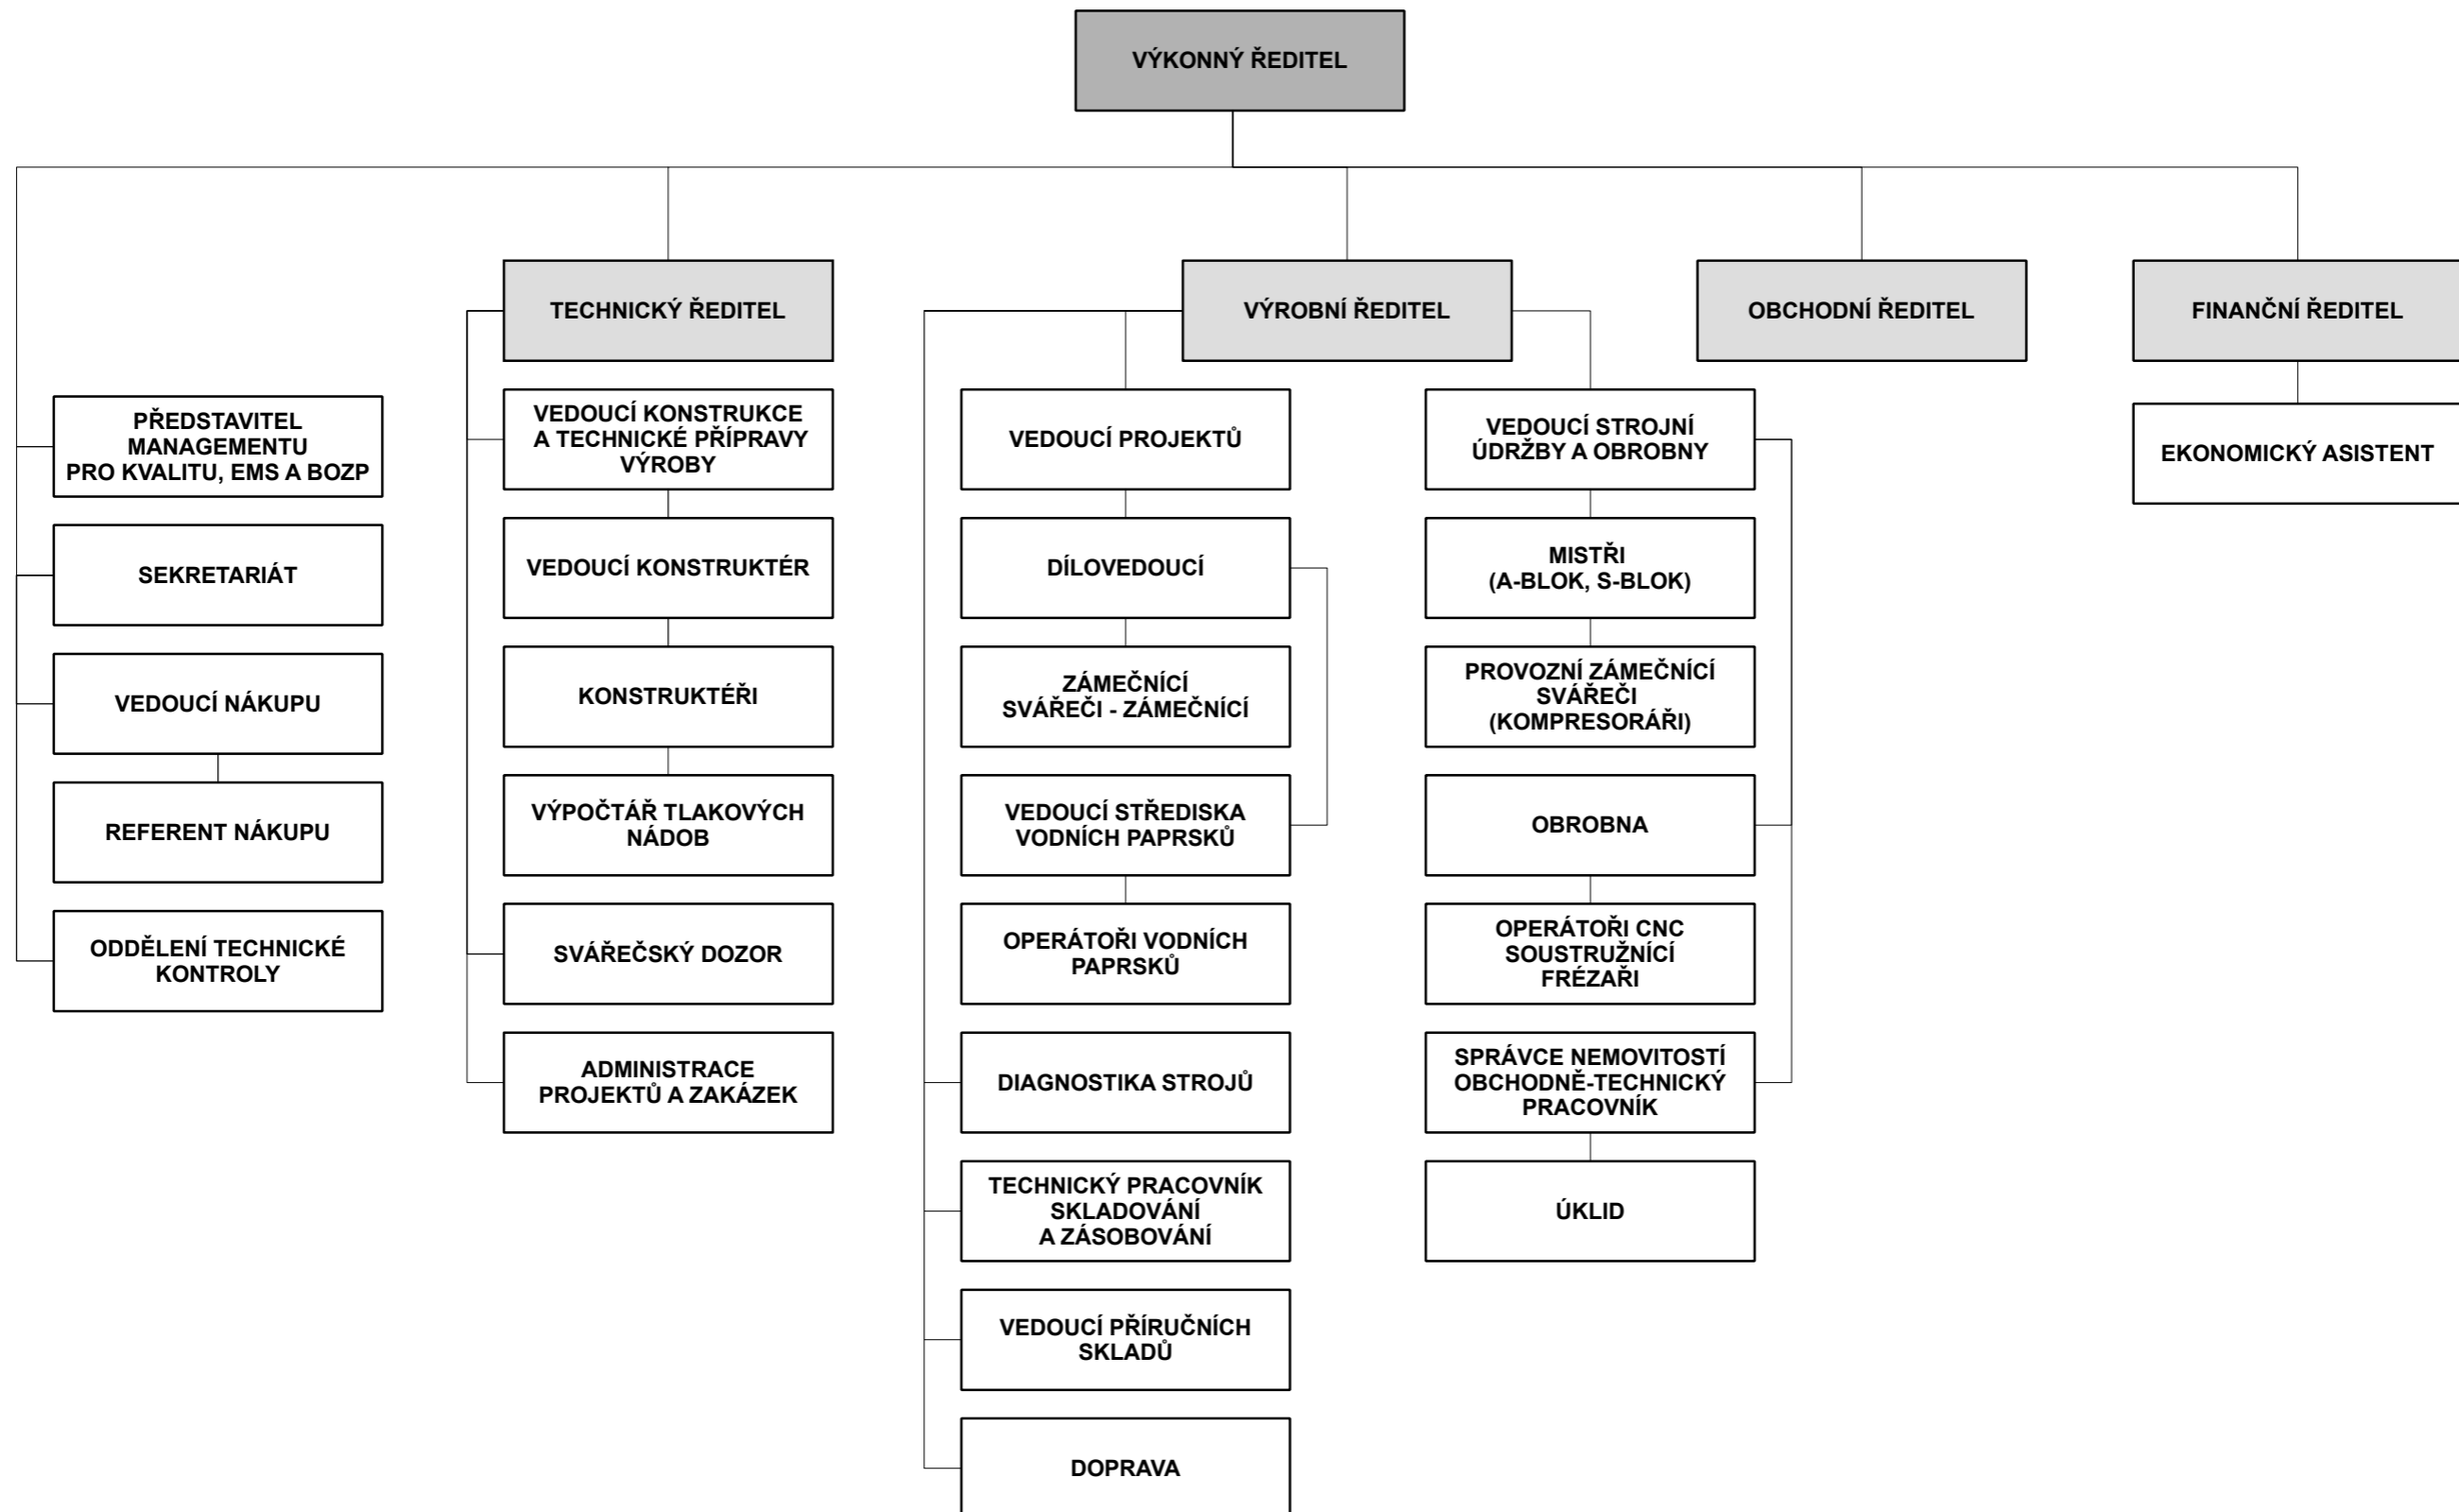 VÝKONNÝ ŘEDITEL
TECHNICKÝ ŘEDITEL
VÝROBNÍ ŘEDITEL
OBCHODNÍ ŘEDITEL
FINANČNÍ ŘEDITEL
PŘEDSTAVITEL
MANAGEMENTU
PRO KVALITU, EMS A BOZP
SEKRETARIÁT
VEDOUCÍ NÁKUPU
REFERENT NÁKUPU
ODDĚLENÍ TECHNICKÉ
KONTROLY
VEDOUCÍ KONSTRUKCE
A TECHNICKÉ PŘÍPRAVY
VÝROBY
VEDOUCÍ KONSTRUKTÉR
KONSTRUKTÉŘI
VÝPOČTÁŘ TLAKOVÝCH
NÁDOB
SVÁŘEČSKÝ DOZOR
ADMINISTRACE
PROJEKTŮ A ZAKÁZEK
VEDOUCÍ PROJEKTŮ
DÍLOVEDOUCÍ
ZÁMEČNÍCÍ
SVÁŘEČI - ZÁMEČNÍCÍ
VEDOUCÍ STŘEDISKA
VODNÍCH PAPRSKŮ
OPERÁTOŘI VODNÍCH
PAPRSKŮ
DIAGNOSTIKA STROJŮ
TECHNICKÝ PRACOVNÍK
SKLADOVÁNÍ
A ZÁSOBOVÁNÍ
VEDOUCÍ PŘÍRUČNÍCH
SKLADŮ
DOPRAVA
VEDOUCÍ STROJNÍ
ÚDRŽBY A OBROBNY
MISTŘI
(A-BLOK, S-BLOK)
PROVOZNÍ ZÁMEČNÍCÍ
SVÁŘEČI
(KOMPRESORÁŘI)
OBROBNA
OPERÁTOŘI CNC
SOUSTRUŽNÍCÍ
FRÉZAŘI
SPRÁVCE NEMOVITOSTÍ
OBCHODNĚ-TECHNICKÝ
PRACOVNÍK
ÚKLID
EKONOMICKÝ ASISTENT